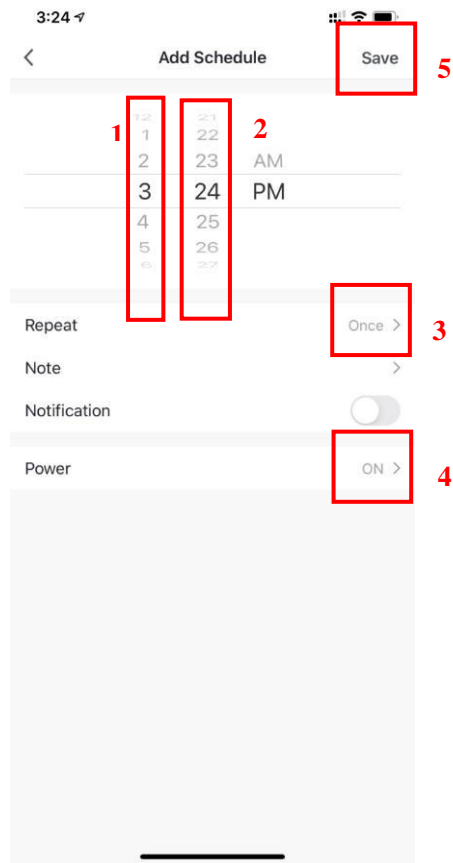 3:24
Add Schedule Save 5
12 21
1 1 22 2
2 23 AM
3 24 PM
4 25
5 26
6 27
Repeat Once > 3
Note >
Notification
Power ON > 4